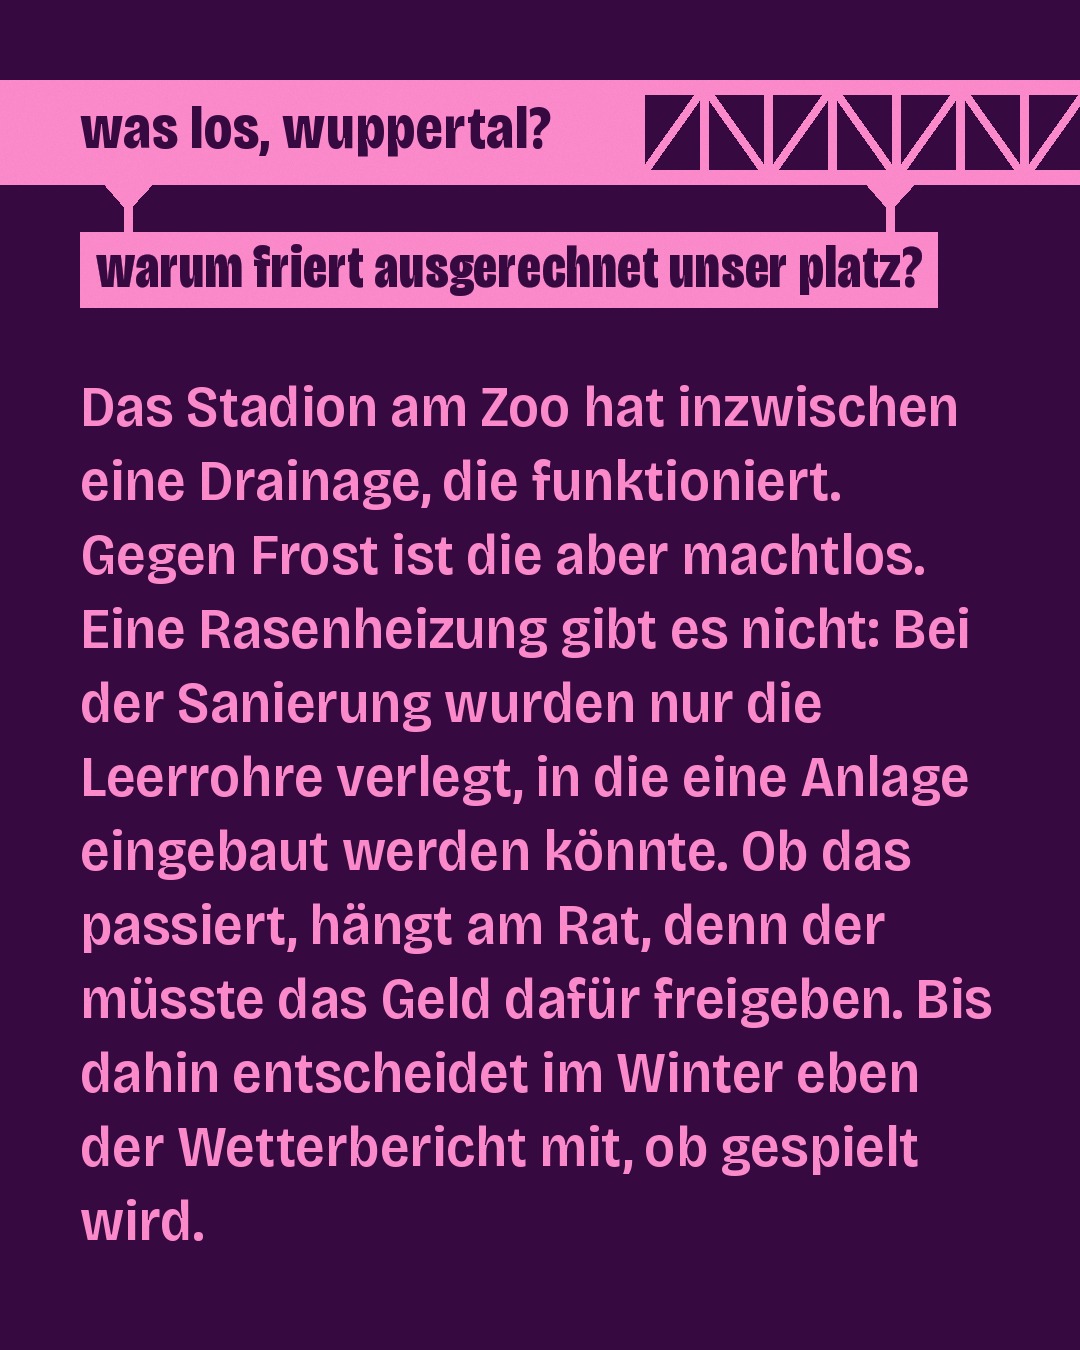 was los, wuppertal?
warum friert ausgerechnet unser platz?
Das Stadion am Zoo hat inzwischen
eine Drainage, die funktioniert.
Gegen Frost ist die aber machtlos.
Eine Rasenheizung gibt es nicht: Bei
der Sanierung wurden nur die
Leerrohre verlegt, in die eine Anlage
eingebaut werden könnte. Ob das
passiert, hängt am Rat, denn der
müsste das Geld dafür freigeben. Bis
dahin entscheidet im Winter eben
der Wetterbericht mit, ob gespielt
wird.